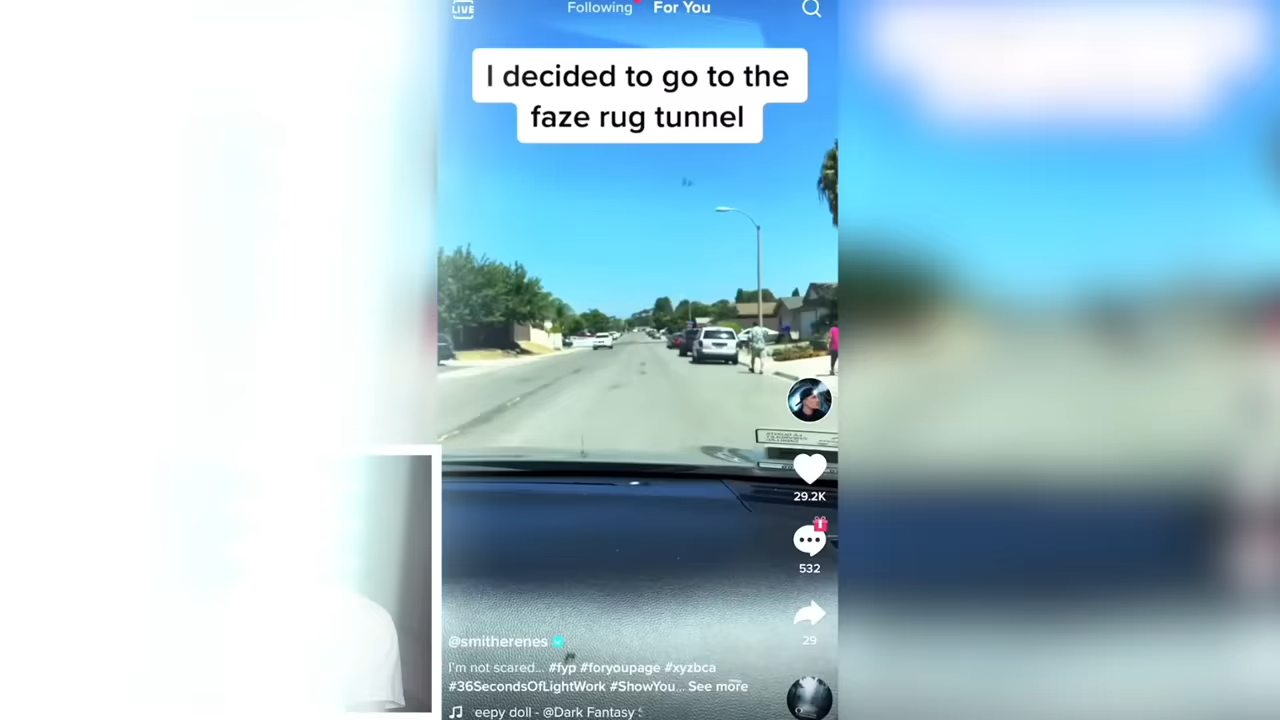 LIVE
Following For You
I decided to go to the
faze rug tunnel
29.2K
532
29
@smitherenes
I'm not scared... #fyp #foryoupage #xyzbca
#36SecondsOfLightWork #ShowYou... See more
eepy doll - @Dark Fantasy